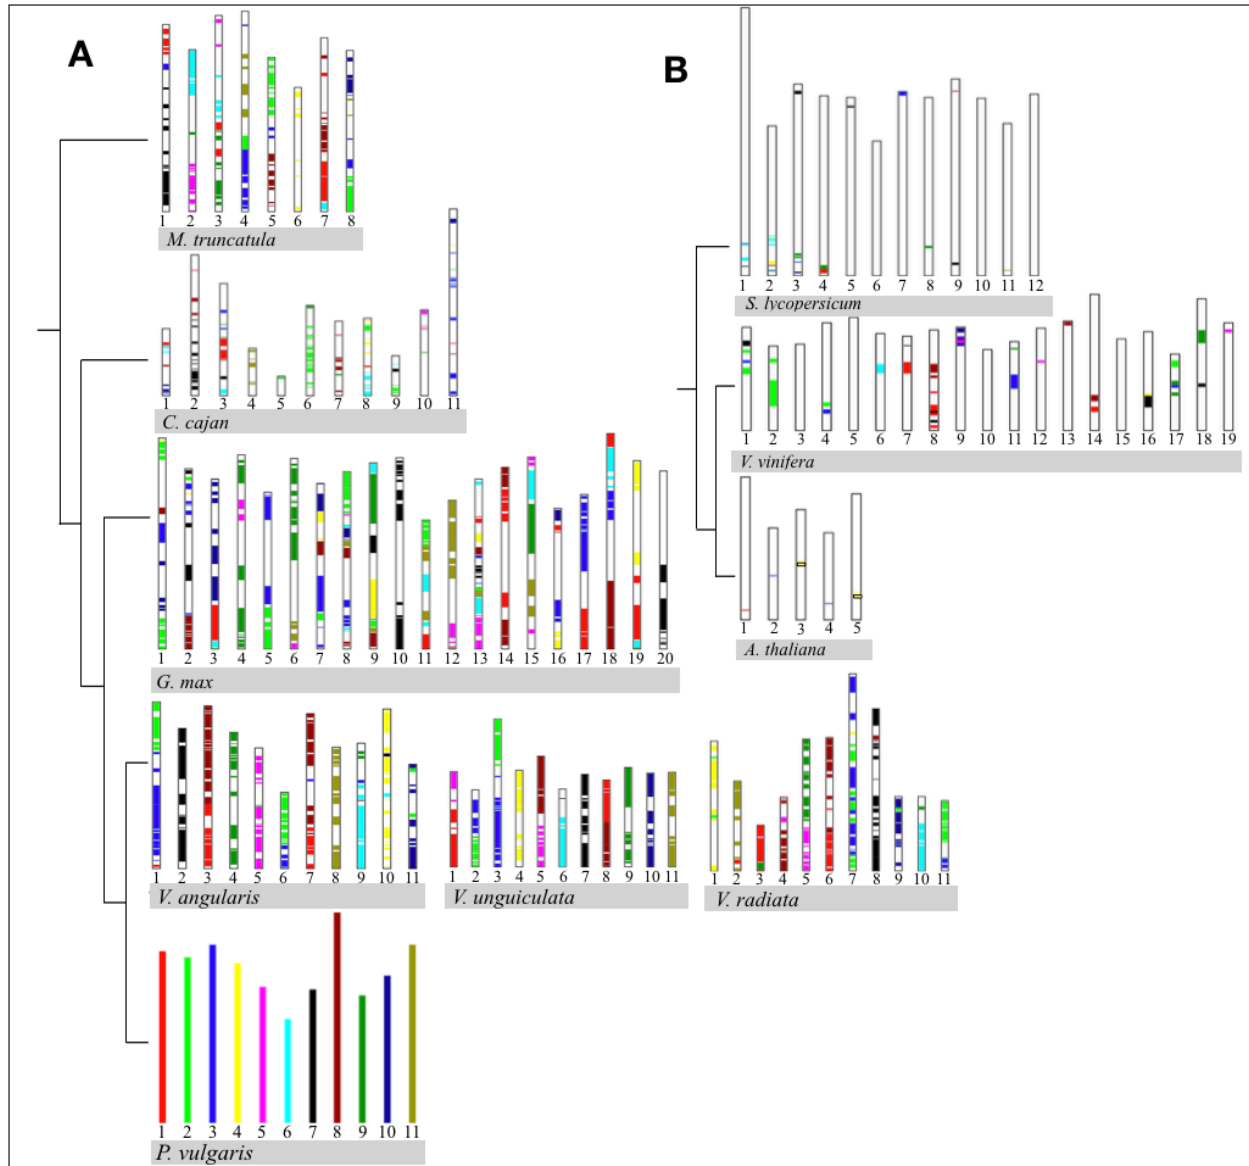 A
B
1 2 3 4 5 6 7 8
M. truncatula
1 2 3 4 5 6 7 8 9 10 11
C. cajan
1 2 3 4 5 6 7 8 9 10 11 12 13 14 15 16 17 18 19 20
G. max
1 2 3 4 5 6 7 8 9 10 11
V. angularis
1 2 3 4 5 6 7 8 9 10 11
V. unguiculata
1 2 3 4 5 6 7 8 9 10 11
V. radiata
1 2 3 4 5 6 7 8 9 10 11
P. vulgaris
1 2 3 4 5 6 7 8 9 10 11 12
S. lycopersicum
1 2 3 4 5 6 7 8 9 10 11 12 13 14 15 16 17 18 19
V. vinifera
1 2 3 4 5
A. thaliana